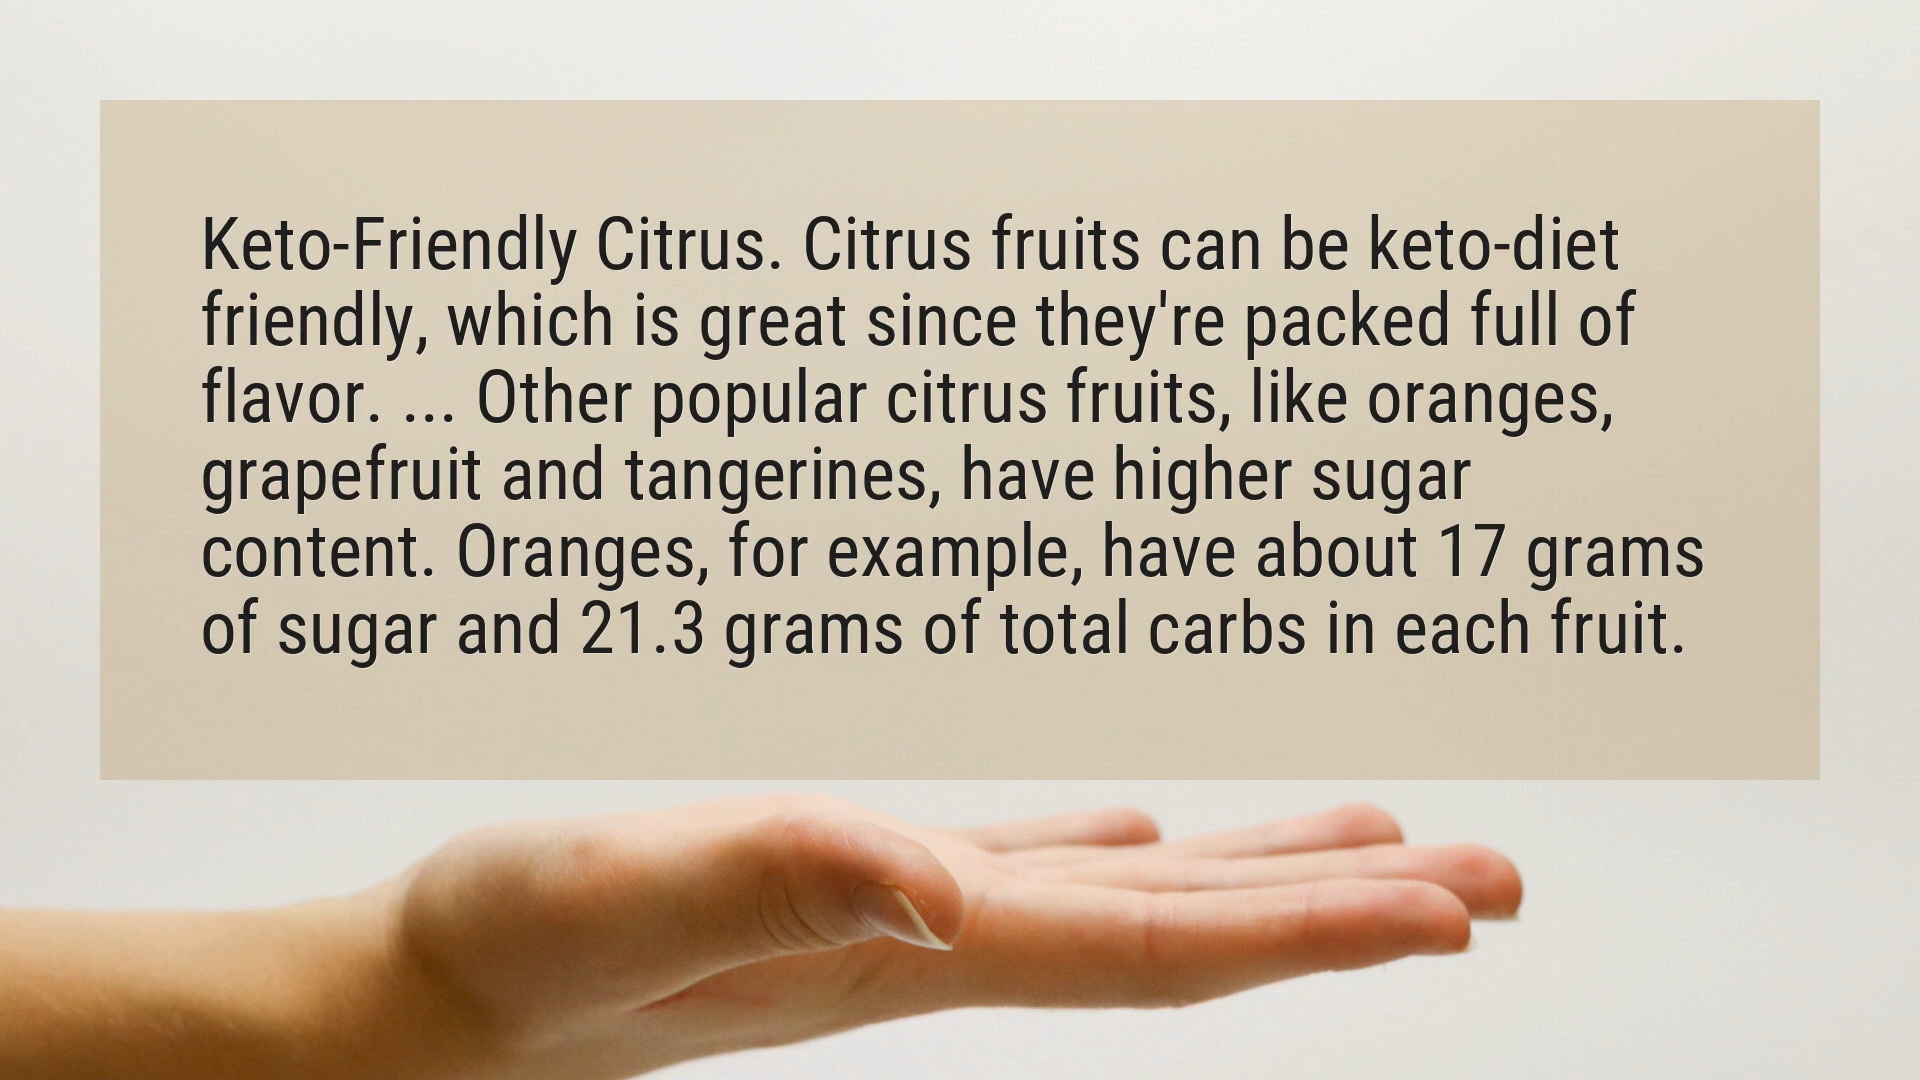 Keto-Friendly Citrus. Citrus fruits can be keto-diet
friendly, which is great since they're packed full of
flavor. ... Other popular citrus fruits, like oranges,
grapefruit and tangerines, have higher sugar
content. Oranges, for example, have about 17 grams
of sugar and 21.3 grams of total carbs in each fruit.